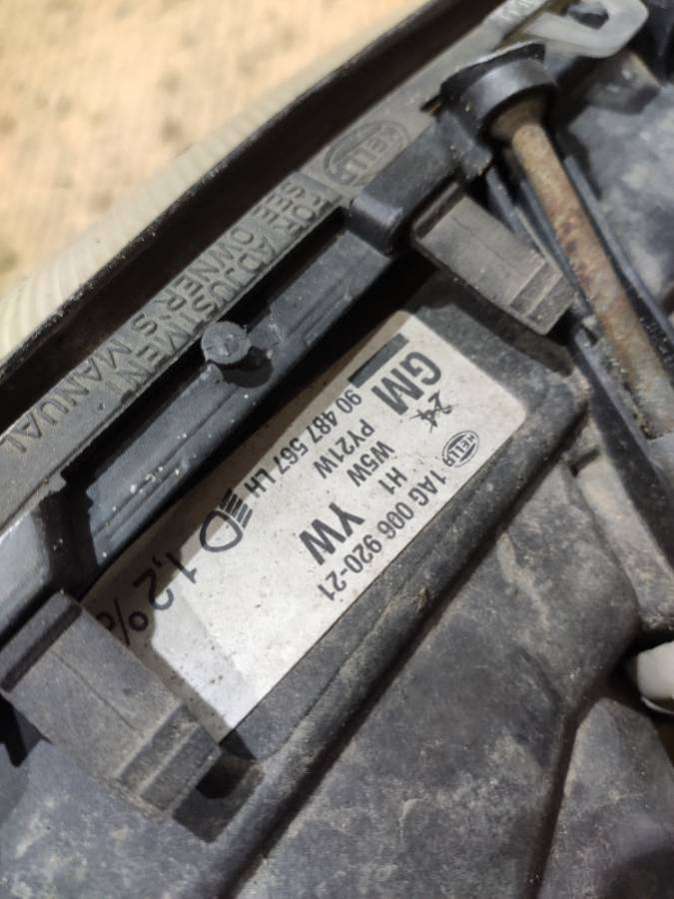 HELLA
FOR ADJUSTMENT
SEE OWNER'S MANUAL
HELLA
1AG 006 920-21
H1
W5W
PY21W
YW
GM
90 487 567 LH
1,2%